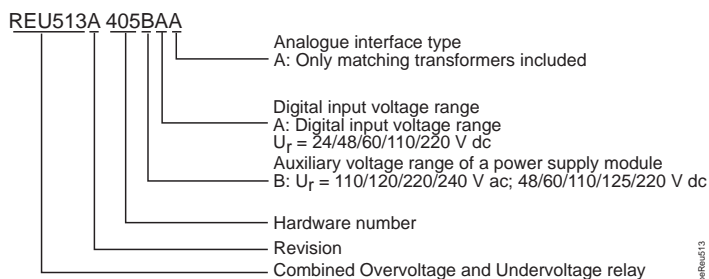 REU513A 405BAA
Analogue interface type
A: Only matching transformers included
Digital input voltage range
A: Digital input voltage range
Ur = 24/48/60/110/220 V dc
Auxiliary voltage range of a power supply module
B: Ur = 110/120/220/240 V ac; 48/60/110/125/220 V dc
Hardware number
Revision
Combined Overvoltage and Undervoltage relay